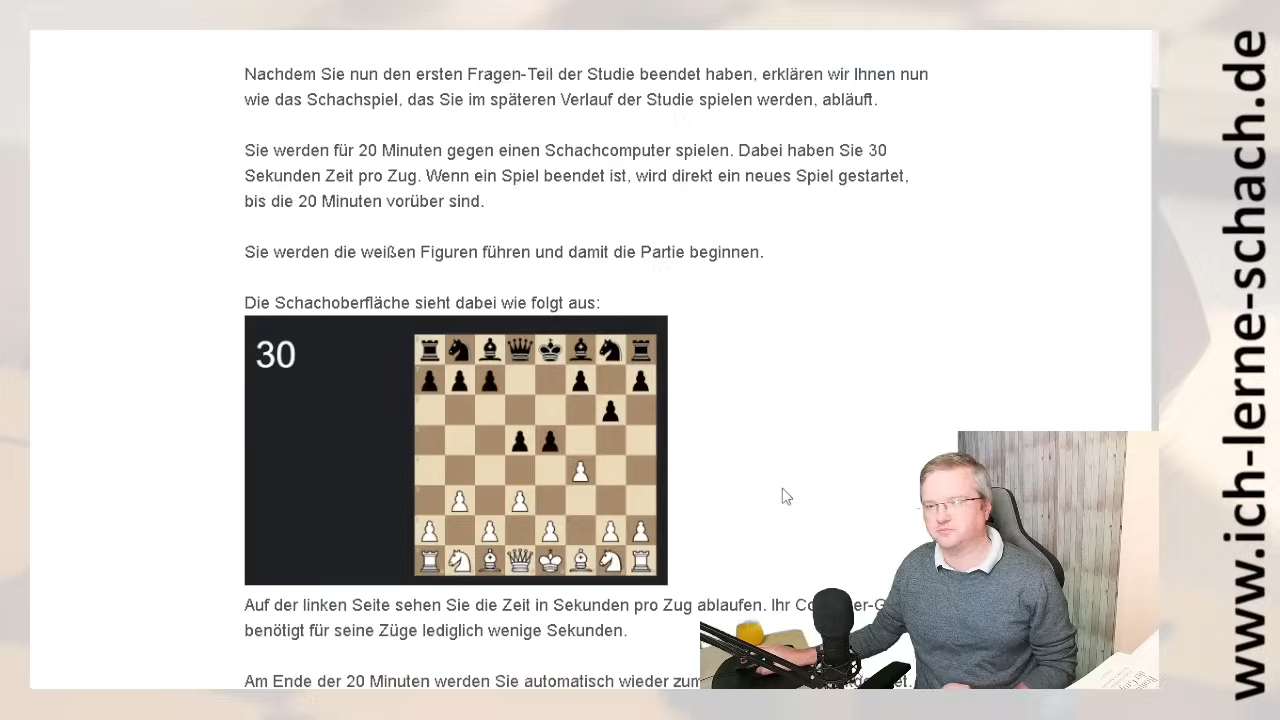 Nachdem Sie nun den ersten Fragen-Teil der Studie beendet haben, erklären wir Ihnen nun
wie das Schachspiel, das Sie im späteren Verlauf der Studie spielen werden, abläuft.
Sie werden für 20 Minuten gegen einen Schachcomputer spielen. Dabei haben Sie 30
Sekunden Zeit pro Zug. Wenn ein Spiel beendet ist, wird direkt ein neues Spiel gestartet,
bis die 20 Minuten vorüber sind.
Sie werden die weißen Figuren führen und damit die Partie beginnen.
Die Schachoberfläche sieht dabei wie folgt aus:
30
Auf der linken Seite sehen Sie die Zeit in Sekunden pro Zug ablaufen. Ihr
benötigt für seine Züge lediglich wenige Sekunden.
Am Ende der 20 Minuten werden Sie automatisch wieder zum
www.ich-lerne-schach.de